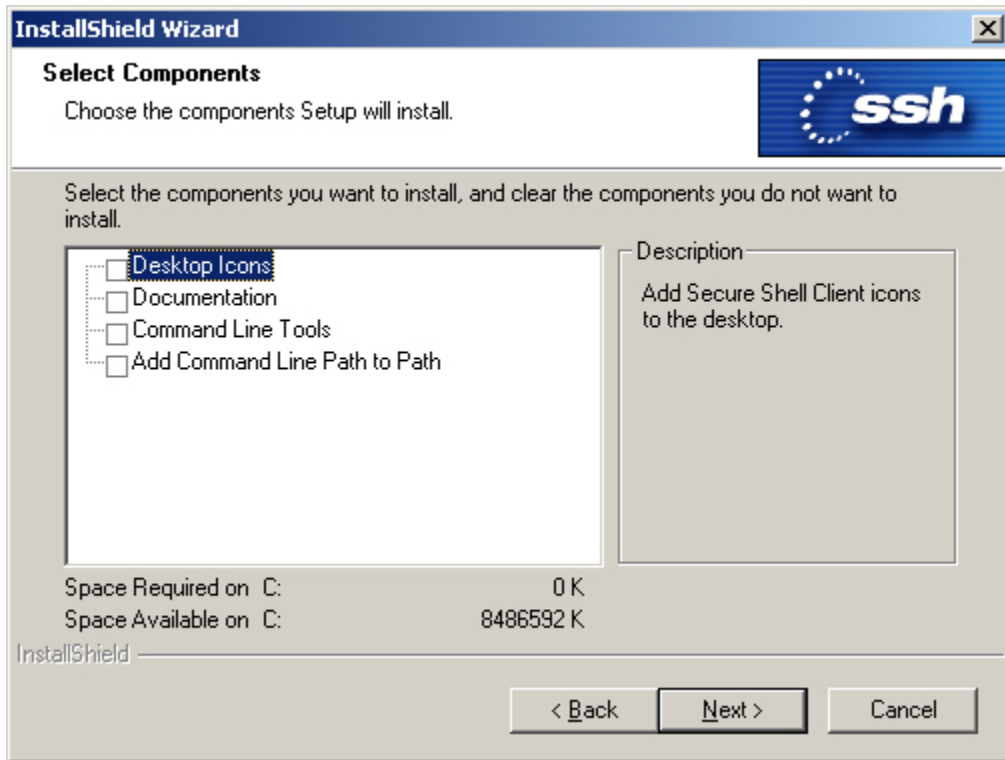 InstallShield Wizard
Select Components
Choose the components Setup will install.
ssh
Select the components you want to install, and clear the components you do not want to
install.
Desktop Icons
Documentation
Command Line Tools
Add Command Line Path to Path
Description
Add Secure Shell Client icons
to the desktop.
Space Required on C: 0 K
Space Available on C: 8486592 K
InstallShield
< Back Next > Cancel